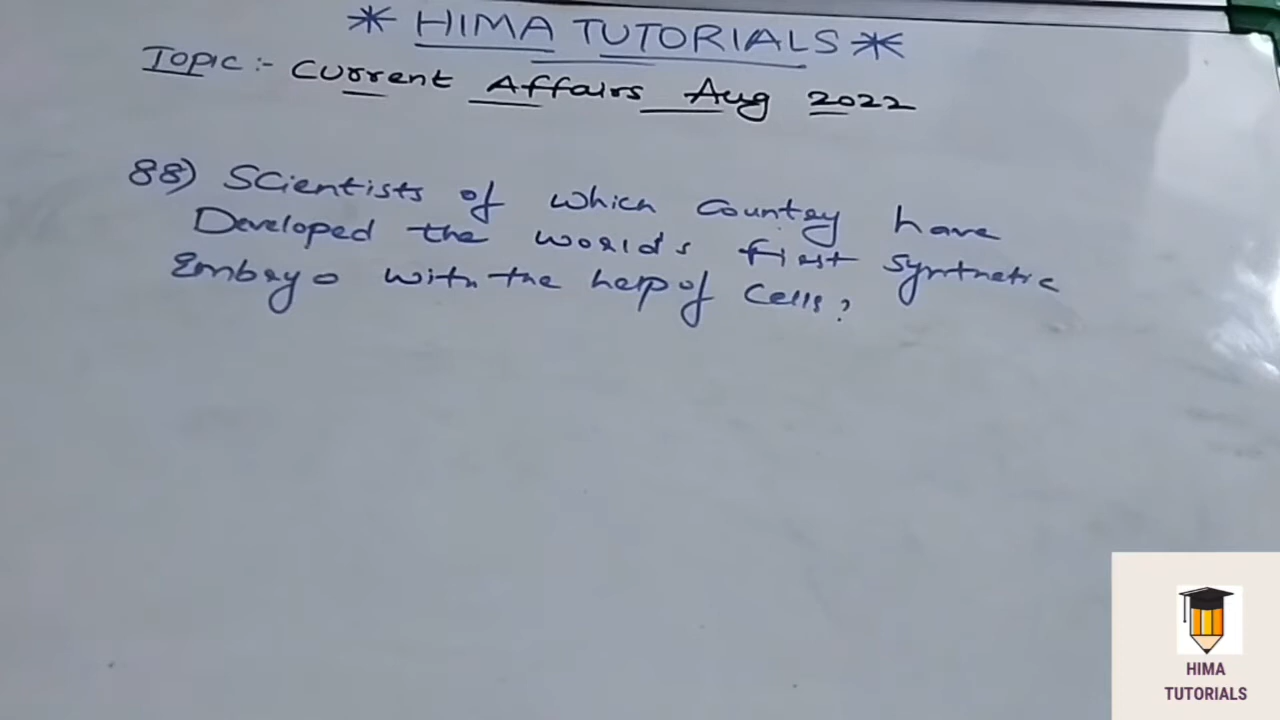 * HIMA TUTORIALS *
Topic:- Current Affairs Aug 2022
88) Scientists of which country have
Developed the world's first synthetic
Embryo with the help of cells?
HIMA
TUTORIALS